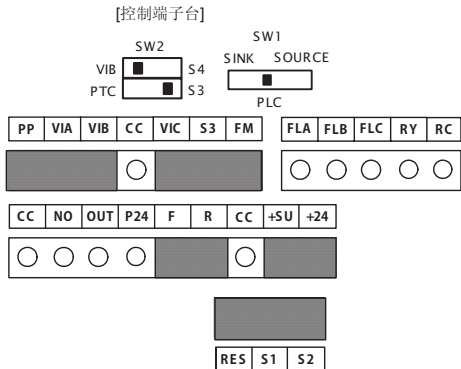 [控制端子台]
SW2
SW1
VIB S4
SINK SOURCE
PTC S3
PLC
PP VIA VIB CC VIC S3 FM
FLA FLB FLC RY RC
CC NO OUT P24 F R CC +SU +24
RES S1 S2